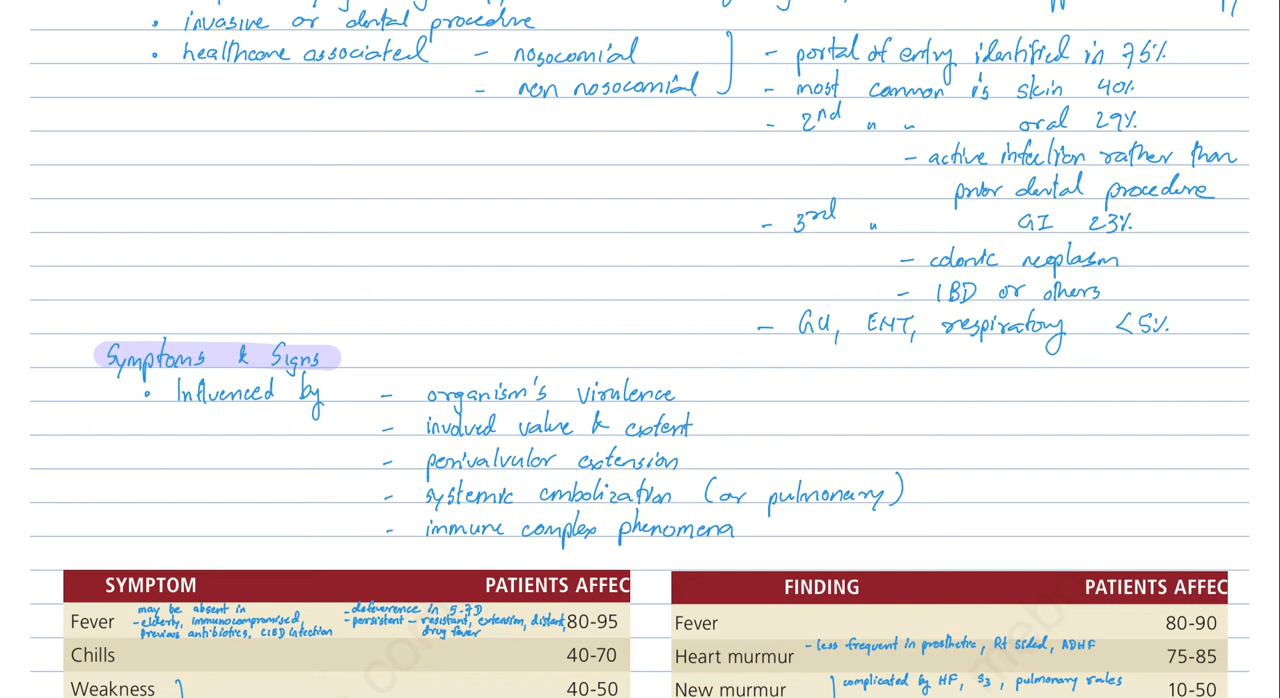 • invasive or dental procedure
• healthcare associated - nosocomial - portal of entry identified in 75%
- non nosocomial - most common is skin 40%
- 2nd " " oral 29%
- active infection rather than
prior dental procedure
- 3rd " GI 23%
- colonic neoplasm
- IBD or others
- GU, ENT, respiratory <5%
Symptoms & Signs
• Influenced by - organism's virulence
- involved valve & extent
- perivalvular extension
- systemic embolization (or pulmonary)
- immune complex phenomena
SYMPTOM PATIENTS AFFEC
Fever may be absent in - elderly, immunocompromised, previous antibiotics, CIED infection - defeverence in 5-7D - persistent - resistant, extension, distant, drug fever 80-95
Chills 40-70
Weakness 40-50
FINDING PATIENTS AFFEC
Fever 80-90
Heart murmur - less frequent in prosthetic, Rt sided, ADHF 75-85
New murmur complicated by HF, S3, pulmonary rales 10-50